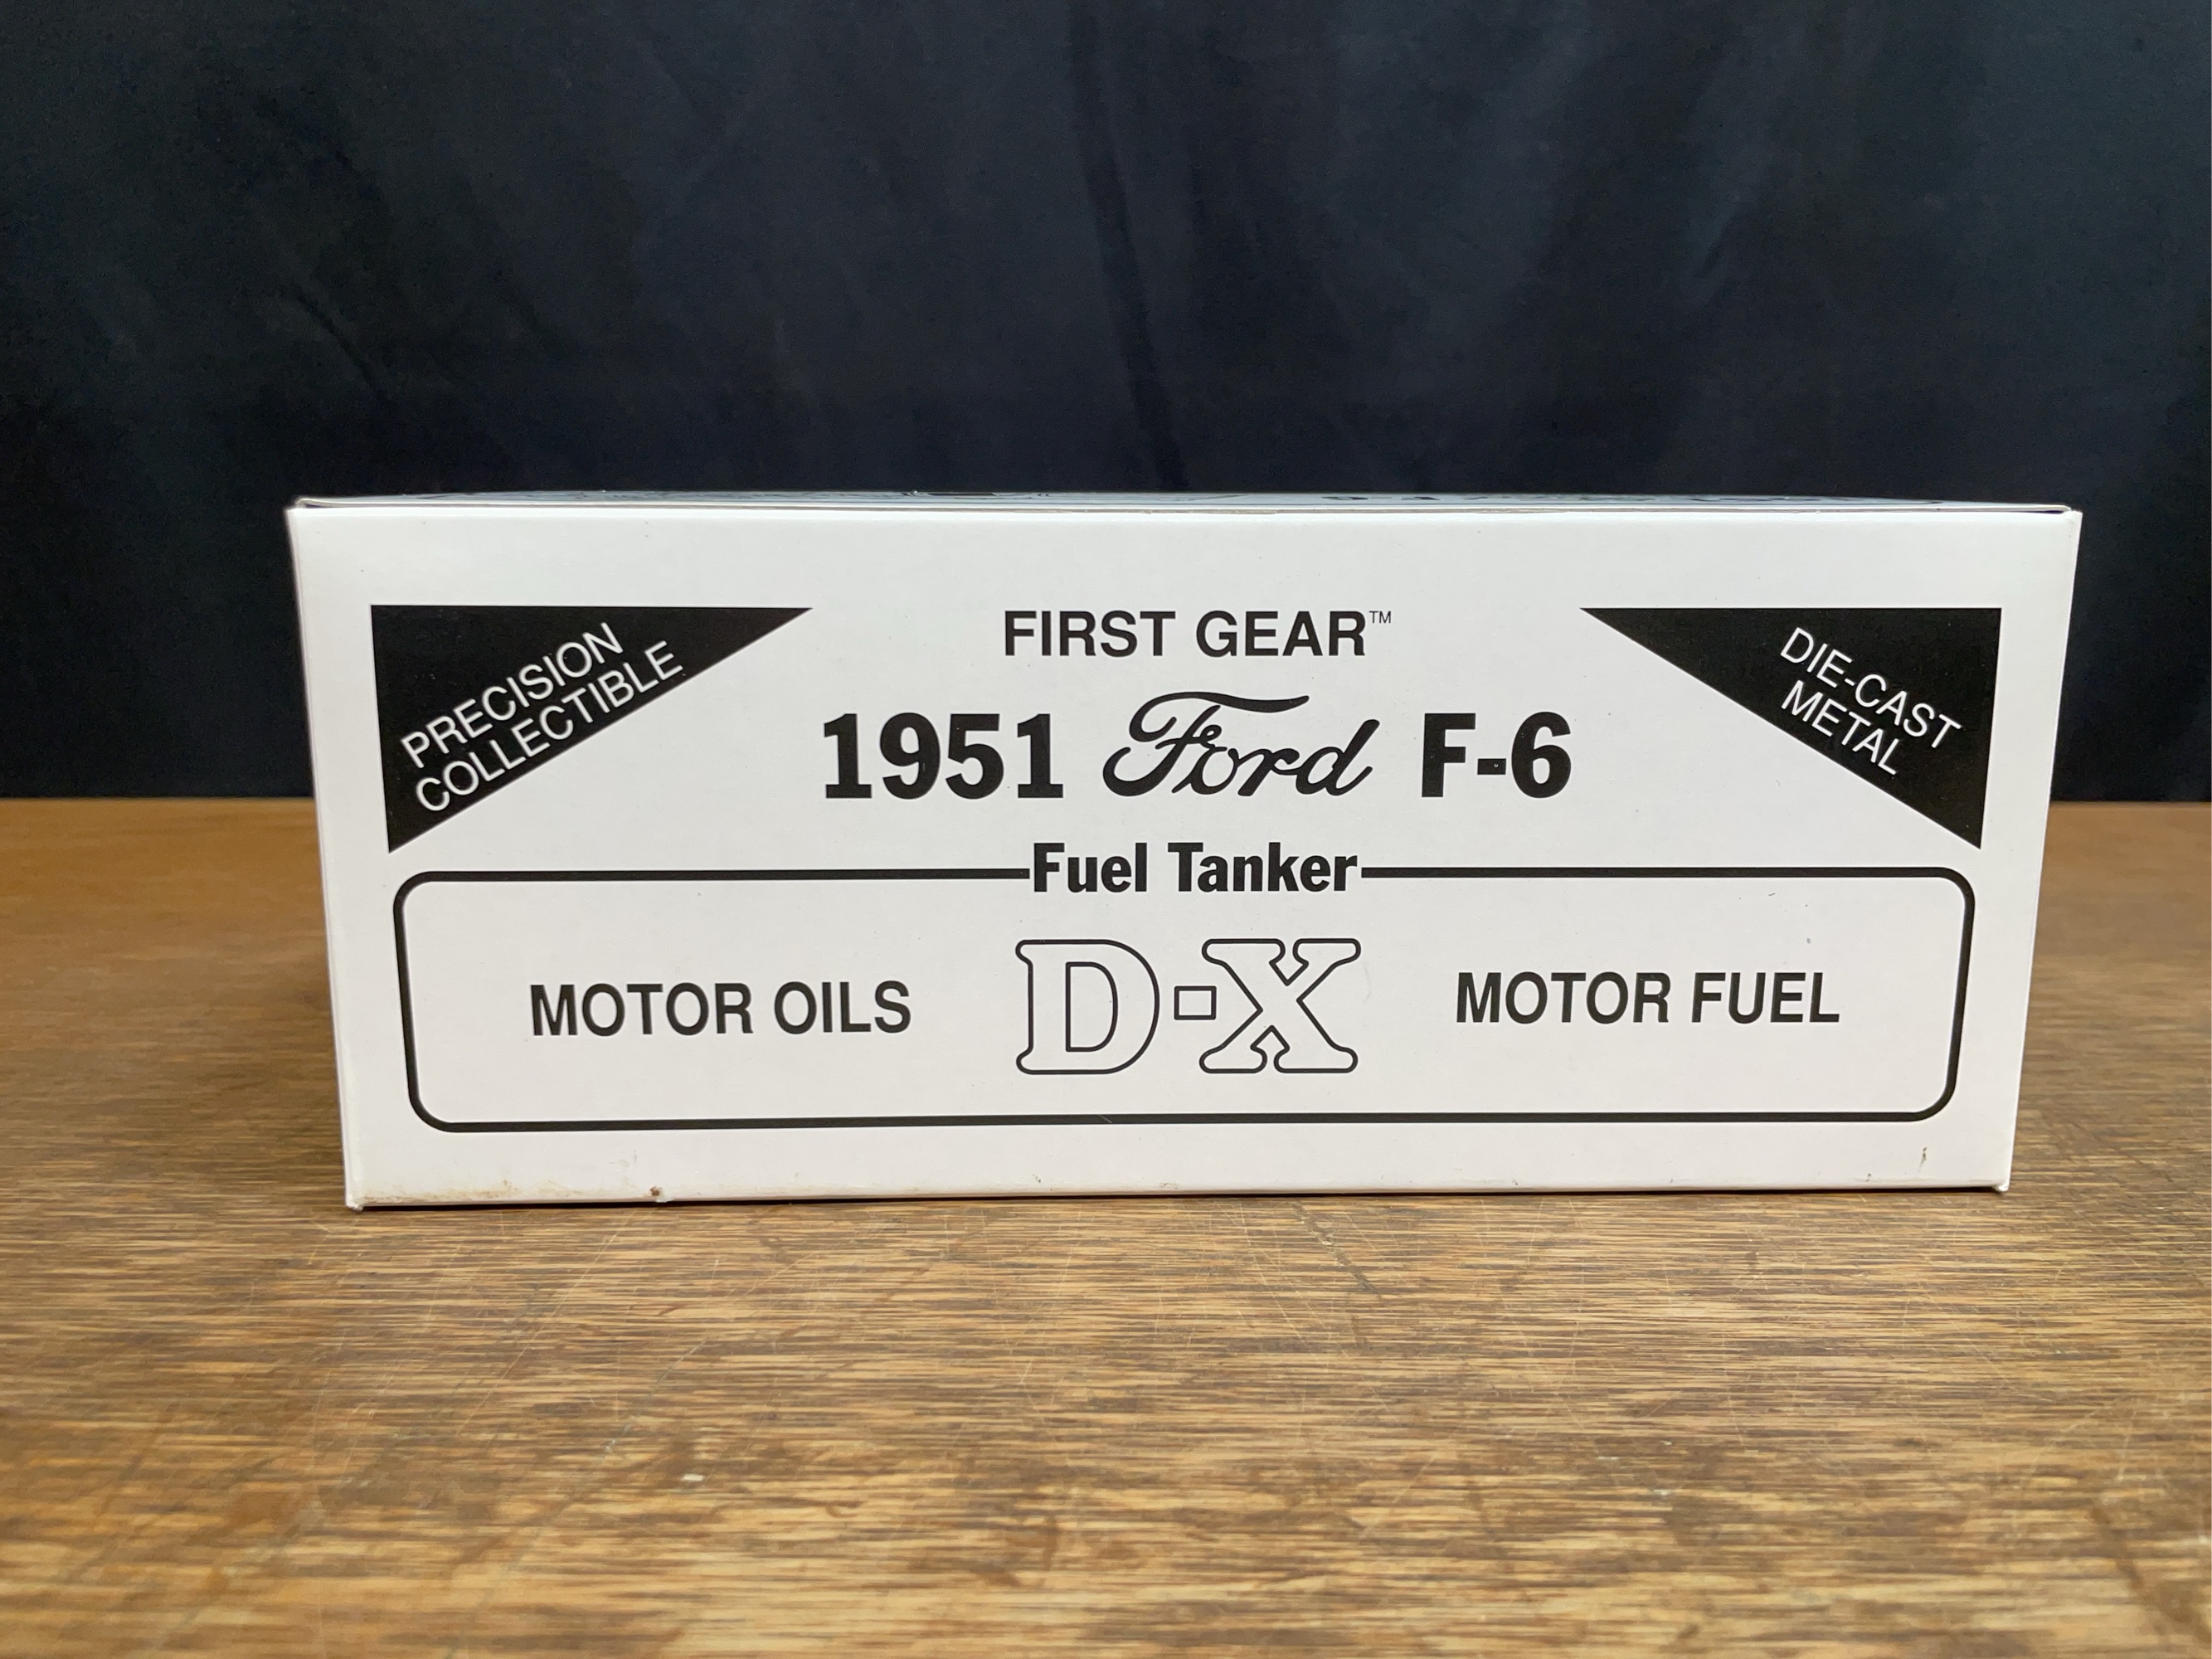 PRECISION
COLLECTIBLE
FIRST GEAR™
DIE-CAST
METAL
1951 Ford F-6
Fuel Tanker
MOTOR OILS D-X MOTOR FUEL